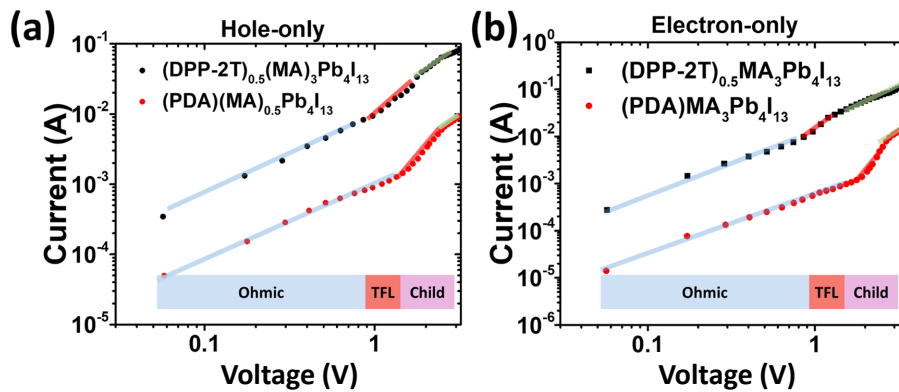 (a)
Hole-only
10⁻¹
10⁻²
10⁻³
10⁻⁴
10⁻⁵
Current (A)
(DPP-2T)₀.₅(MA)₃Pb₄I₁₃
(PDA)(MA)₀.₅Pb₄I₁₃
Ohmic TFL Child
0.1 1
Voltage (V)
(b)
Electron-only
10⁰
10⁻¹
10⁻²
10⁻³
10⁻⁴
10⁻⁵
10⁻⁶
Current (A)
(DPP-2T)₀.₅MA₃Pb₄I₁₃
(PDA)MA₃Pb₄I₁₃
Ohmic TFL Child
0.1 1
Voltage (V)